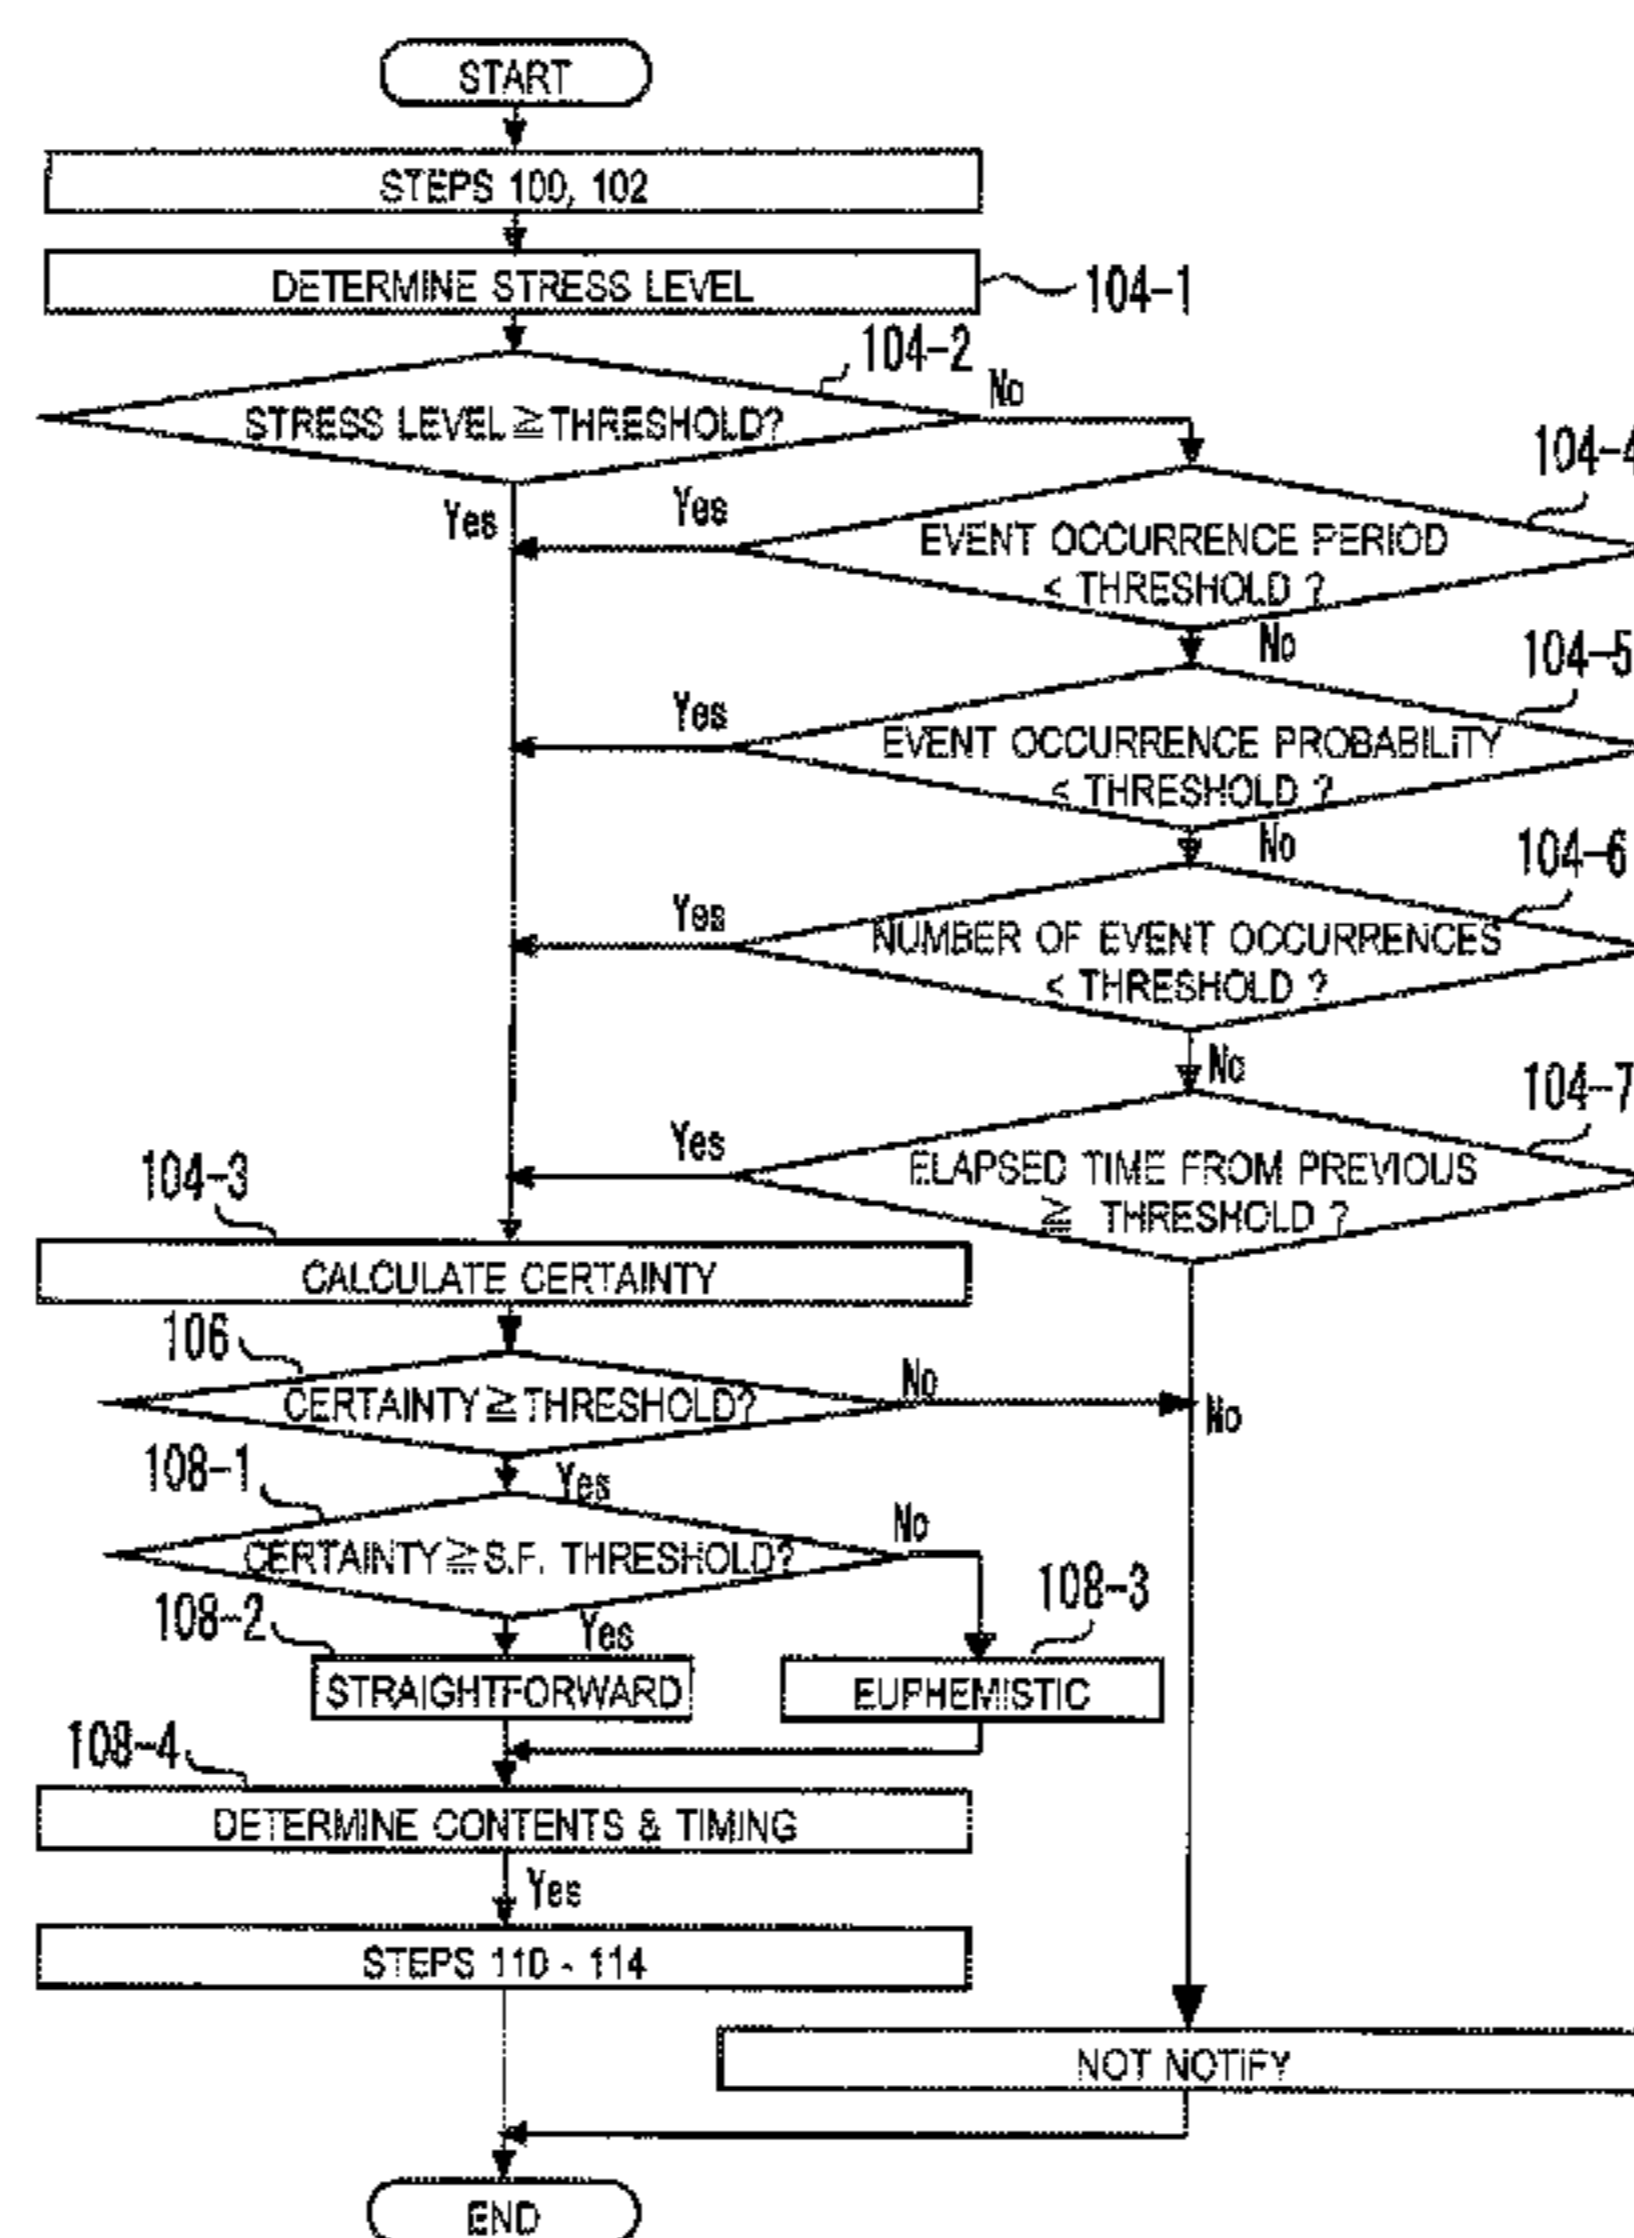 START
STEPS 100, 102
DETERMINE STRESS LEVEL
104-1
104-2
STRESS LEVEL≧THRESHOLD?
No
Yes
104-4
Yes
EVENT OCCURRENCE PERIOD
< THRESHOLD ?
No
104-5
Yes
EVENT OCCURRENCE PROBABILITY
< THRESHOLD ?
No
104-6
Yes
NUMBER OF EVENT OCCURRENCES
< THRESHOLD ?
No
104-7
Yes
ELAPSED TIME FROM PREVIOUS
≧ THRESHOLD ?
104-3
CALCULATE CERTAINTY
106
CERTAINTY≧THRESHOLD?
No
No
Yes
108-1
CERTAINTY≧S.F. THRESHOLD?
No
Yes
108-2
STRAIGHTFORWARD
108-3
EUPHEMISTIC
108-4
DETERMINE CONTENTS & TIMING
Yes
STEPS 110 - 114
NOT NOTIFY
END